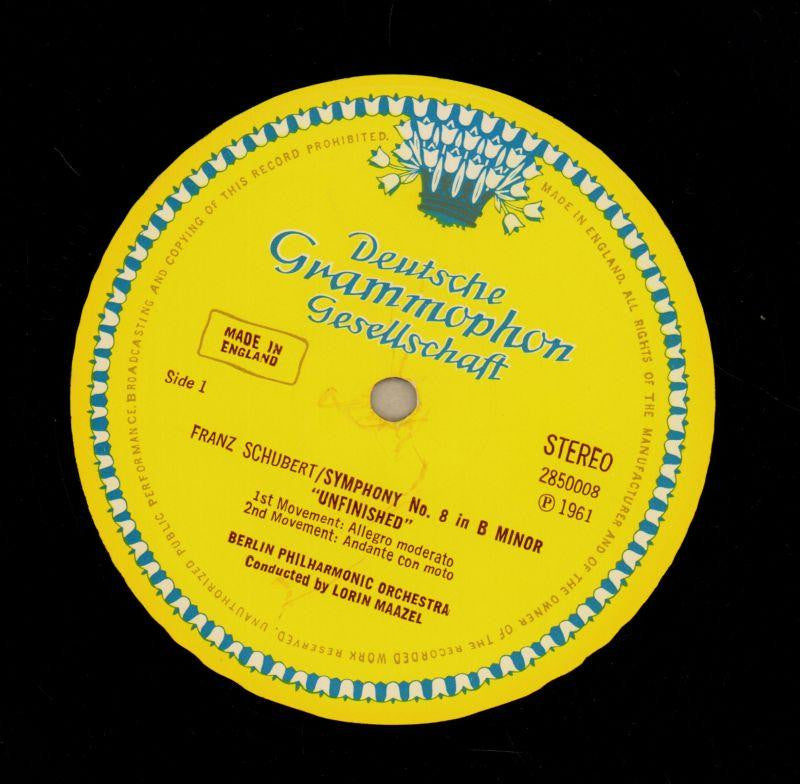 Deutsche
Grammophon
Gesellschaft
MADE IN
ENGLAND
Side 1
STEREO
2850008
℗ 1961
FRANZ SCHUBERT/SYMPHONY No. 8 in B MINOR
"UNFINISHED"
1st Movement: Allegro moderato
2nd Movement: Andante con moto
BERLIN PHILHARMONIC ORCHESTRA
Conducted by LORIN MAAZEL
MADE IN ENGLAND. ALL RIGHTS OF THE MANUFACTURER AND OF THE OWNER OF THE RECORDED WORK RESERVED. UNAUTHORIZED PUBLIC PERFORMANCE, BROADCASTING AND COPYING OF THIS RECORD PROHIBITED.